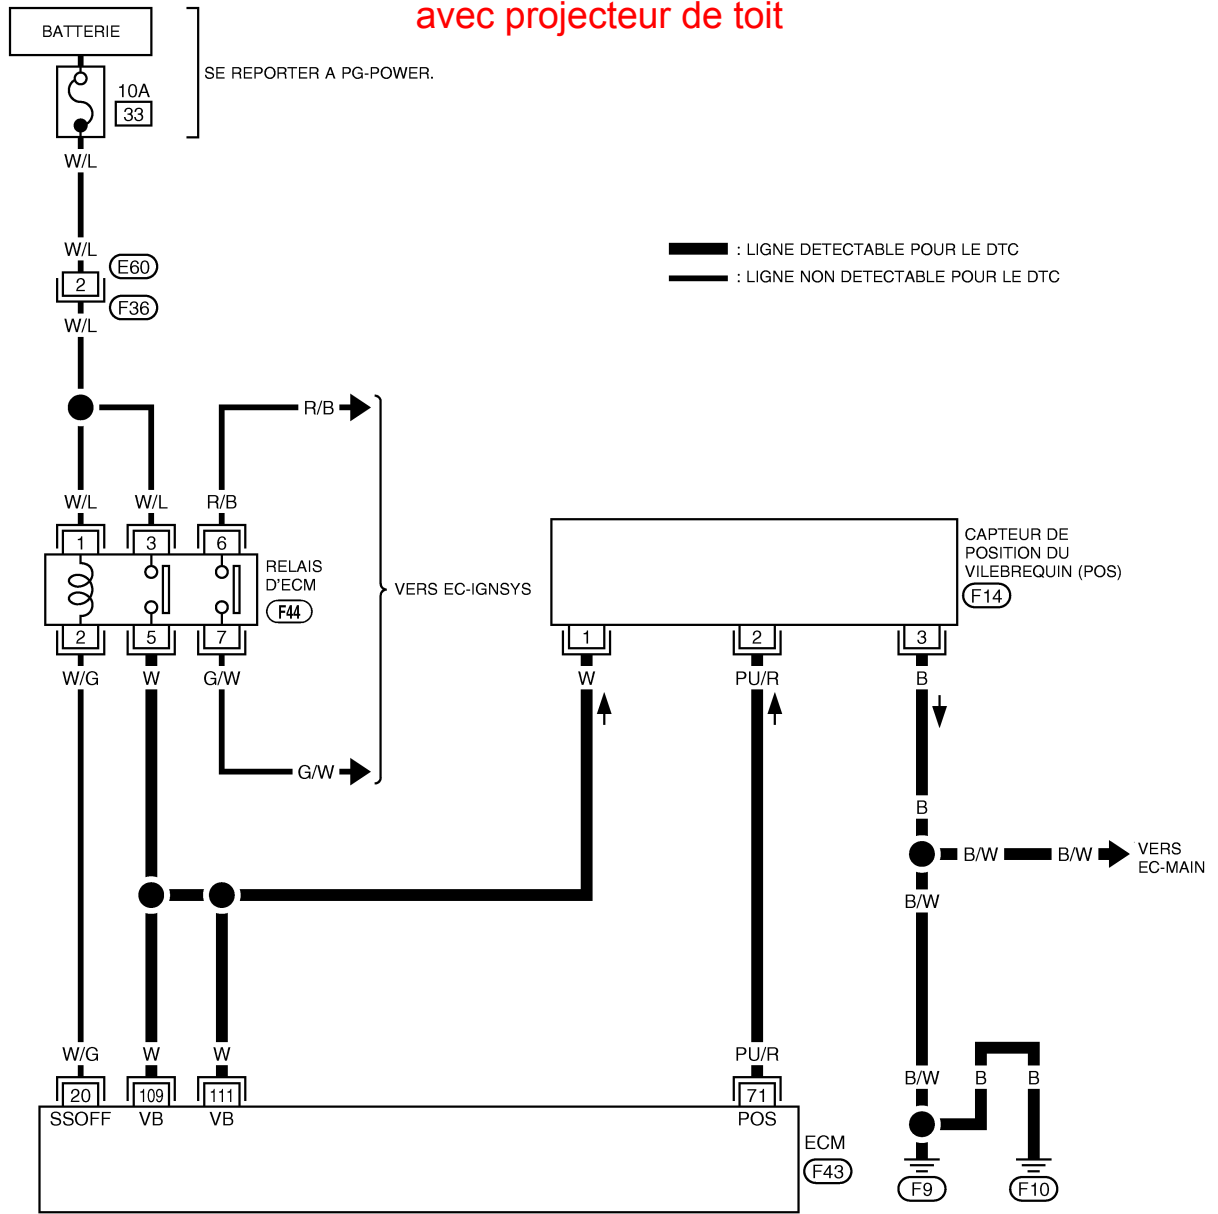 avec projecteur de toit
BATTERIE
SE REPORTER A PG-POWER.
10A
33
W/L
W/L
E60
2
F36
W/L
: LIGNE DETECTABLE POUR LE DTC
: LIGNE NON DETECTABLE POUR LE DTC
R/B
W/L W/L R/B
1 3 6
RELAIS
D'ECM
F44
VERS EC-IGNSYS
CAPTEUR DE
POSITION DU
VILEBREQUIN (POS)
F14
2 5 7
1 2 3
W/G W G/W
W PU/R B
G/W
B
B/W B/W
VERS
EC-MAIN
B/W
W/G W W PU/R
B/W B B
20 109 111 71
SSOFF VB VB POS
ECM
F43
F9 F10